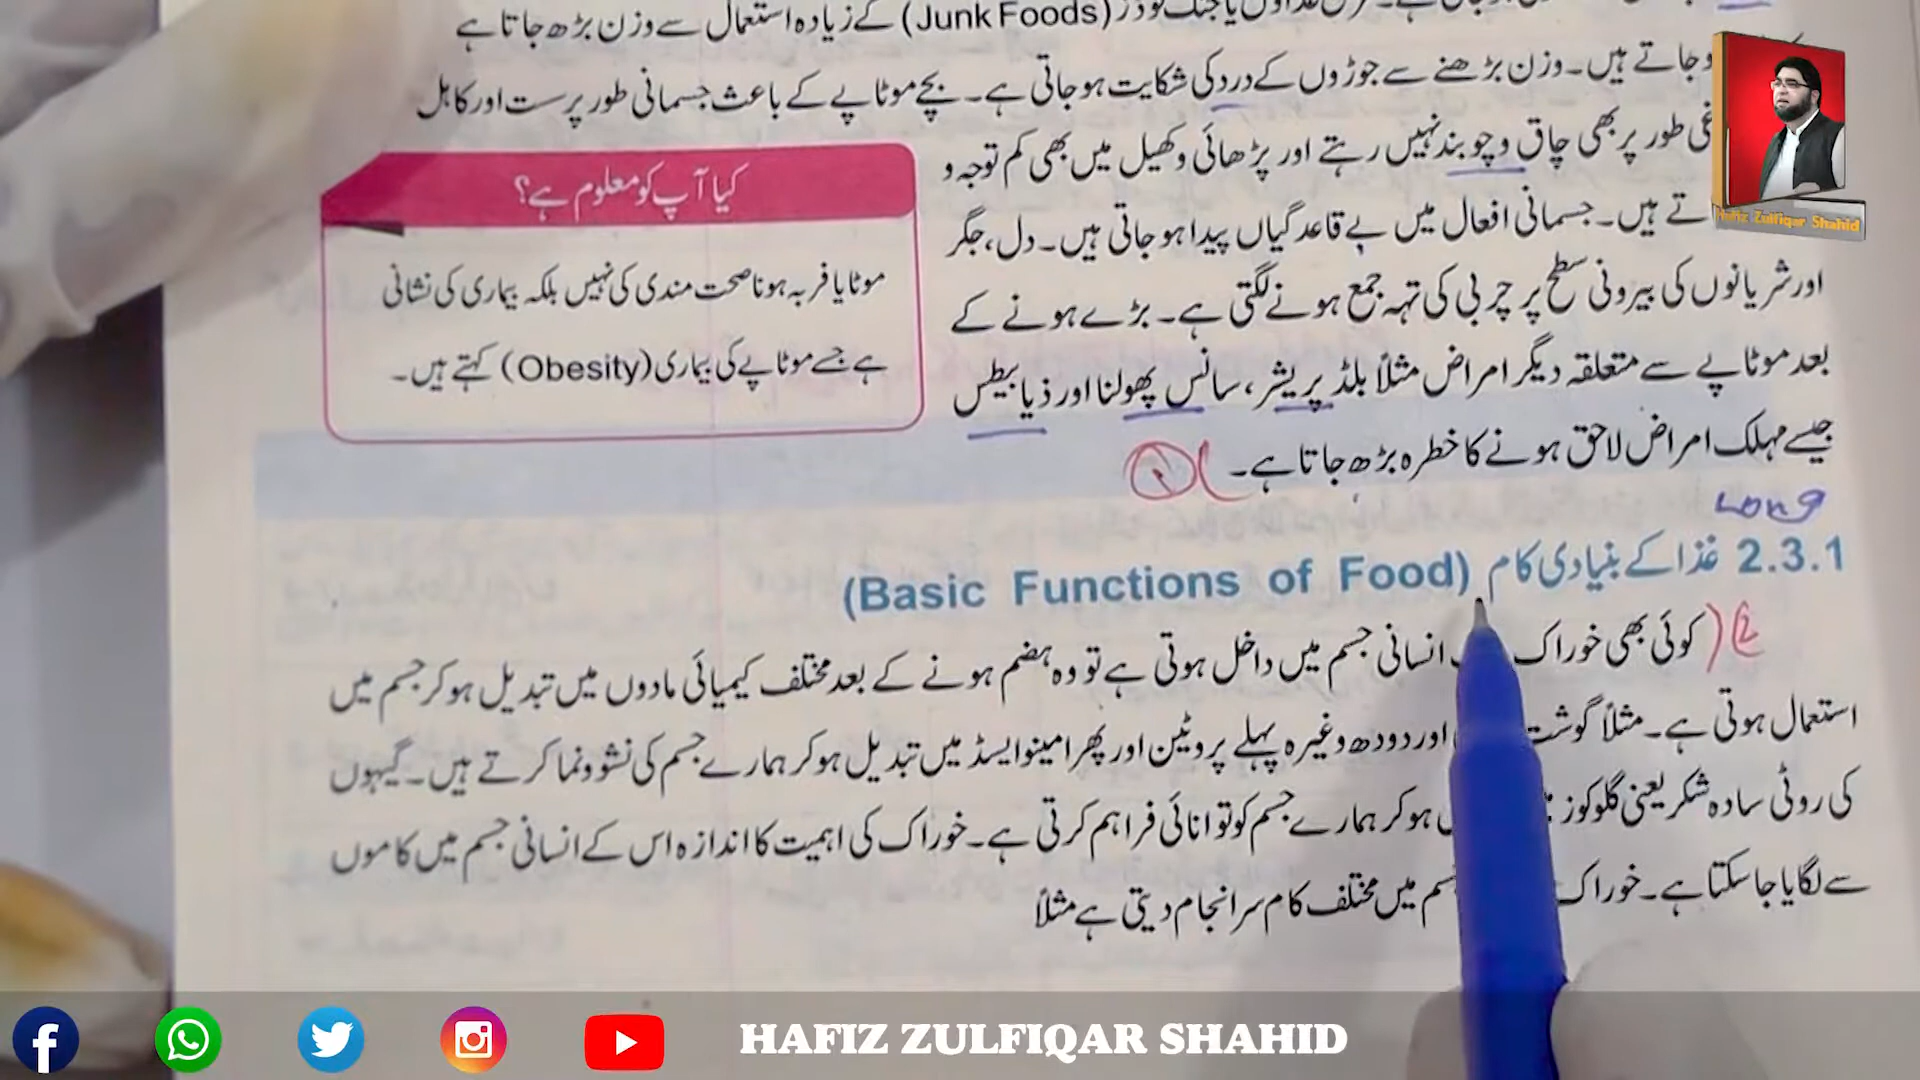 (Junk Foods) کے زیادہ استعمال سے وزن بڑھ جاتا ہے
جاتے ہیں۔ وزن بڑھنے سے جوڑوں کے درد کی شکایت ہو جاتی ہے۔ بچے موٹاپے کے باعث جسمانی طور پر سست اور کاہل
طور پر بھی چاق و چوبند نہیں رہتے اور پڑھائی و کھیل میں بھی کم توجہ و
ہیں۔ جسمانی افعال میں بے قاعدگیاں پیدا ہو جاتی ہیں۔ دل، جگر
اور شریانوں کی بیرونی سطح پر چربی کی تہہ جمع ہونے لگتی ہے۔ بڑے ہونے کے
بعد موٹاپے سے متعلقہ دیگر امراض مثلاً بلڈ پریشر، سانس پھولنا اور ذیابیطس
جیسے مہلک امراض لاحق ہونے کا خطرہ بڑھ جاتا ہے۔
کیا آپ کو معلوم ہے؟
موٹا یا فربہ ہونا صحت مندی کی نہیں بلکہ بیماری کی نشانی
ہے جسے موٹاپے کی بیماری (Obesity) کہتے ہیں۔
Long
2.3.1 غذا کے بنیادی کام (Basic Functions of Food)
2
کوئی بھی خوراک انسانی جسم میں داخل ہوتی ہے تو وہ ہضم ہونے کے بعد مختلف کیمیائی مادوں میں تبدیل ہو کر جسم میں
استعمال ہوتی ہے۔ مثلاً گوشت اور دودھ وغیرہ پہلے پروٹین اور پھر امینو ایسڈ میں تبدیل ہو کر ہمارے جسم کی نشوونما کرتے ہیں۔ گیہوں
کی روٹی سادہ شکر یعنی گلوکوز ہو کر ہمارے جسم کو توانائی فراہم کرتی ہے۔ خوراک کی اہمیت کا اندازہ اس کے انسانی جسم میں کاموں
سے لگایا جا سکتا ہے۔ خوراک میں مختلف کام سرانجام دیتی ہے مثلاً
Hafiz Zulfiqar Shahid
HAFIZ ZULFIQAR SHAHID